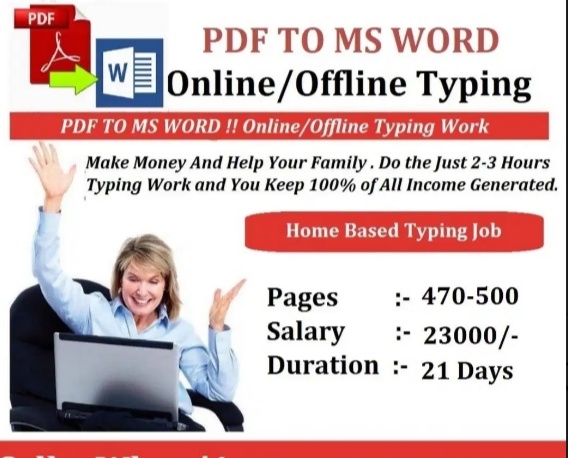 PDF
W
PDF TO MS WORD
Online/Offline Typing
PDF TO MS WORD !! Online/Offline Typing Work
Make Money And Help Your Family . Do the Just 2-3 Hours
Typing Work and You Keep 100% of All Income Generated.
Home Based Typing Job
Pages :- 470-500
Salary :- 23000/-
Duration :- 21 Days